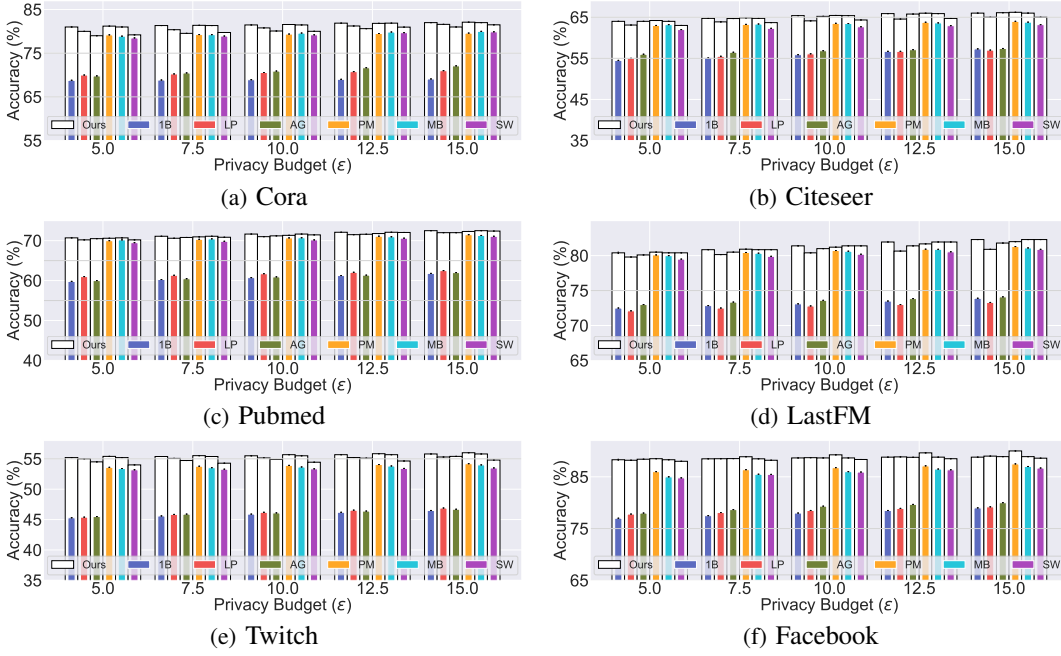 85
75
65
55
Accuracy (%)
Ours 1B LP AG PM MB SW
5.0 7.5 10.0 12.5 15.0
Privacy Budget (ε)
(a) Cora
65
55
45
35
Accuracy (%)
Ours 1B LP AG PM MB SW
5.0 7.5 10.0 12.5 15.0
Privacy Budget (ε)
(b) Citeseer
70
60
50
40
Accuracy (%)
Ours 1B LP AG PM MB SW
5.0 7.5 10.0 12.5 15.0
Privacy Budget (ε)
(c) Pubmed
80
75
70
65
Accuracy (%)
Ours 1B LP AG PM MB SW
5.0 7.5 10.0 12.5 15.0
Privacy Budget (ε)
(d) LastFM
55
50
45
40
35
Accuracy (%)
Ours 1B LP AG PM MB SW
5.0 7.5 10.0 12.5 15.0
Privacy Budget (ε)
(e) Twitch
85
75
65
Accuracy (%)
Ours 1B LP AG PM MB SW
5.0 7.5 10.0 12.5 15.0
Privacy Budget (ε)
(f) Facebook